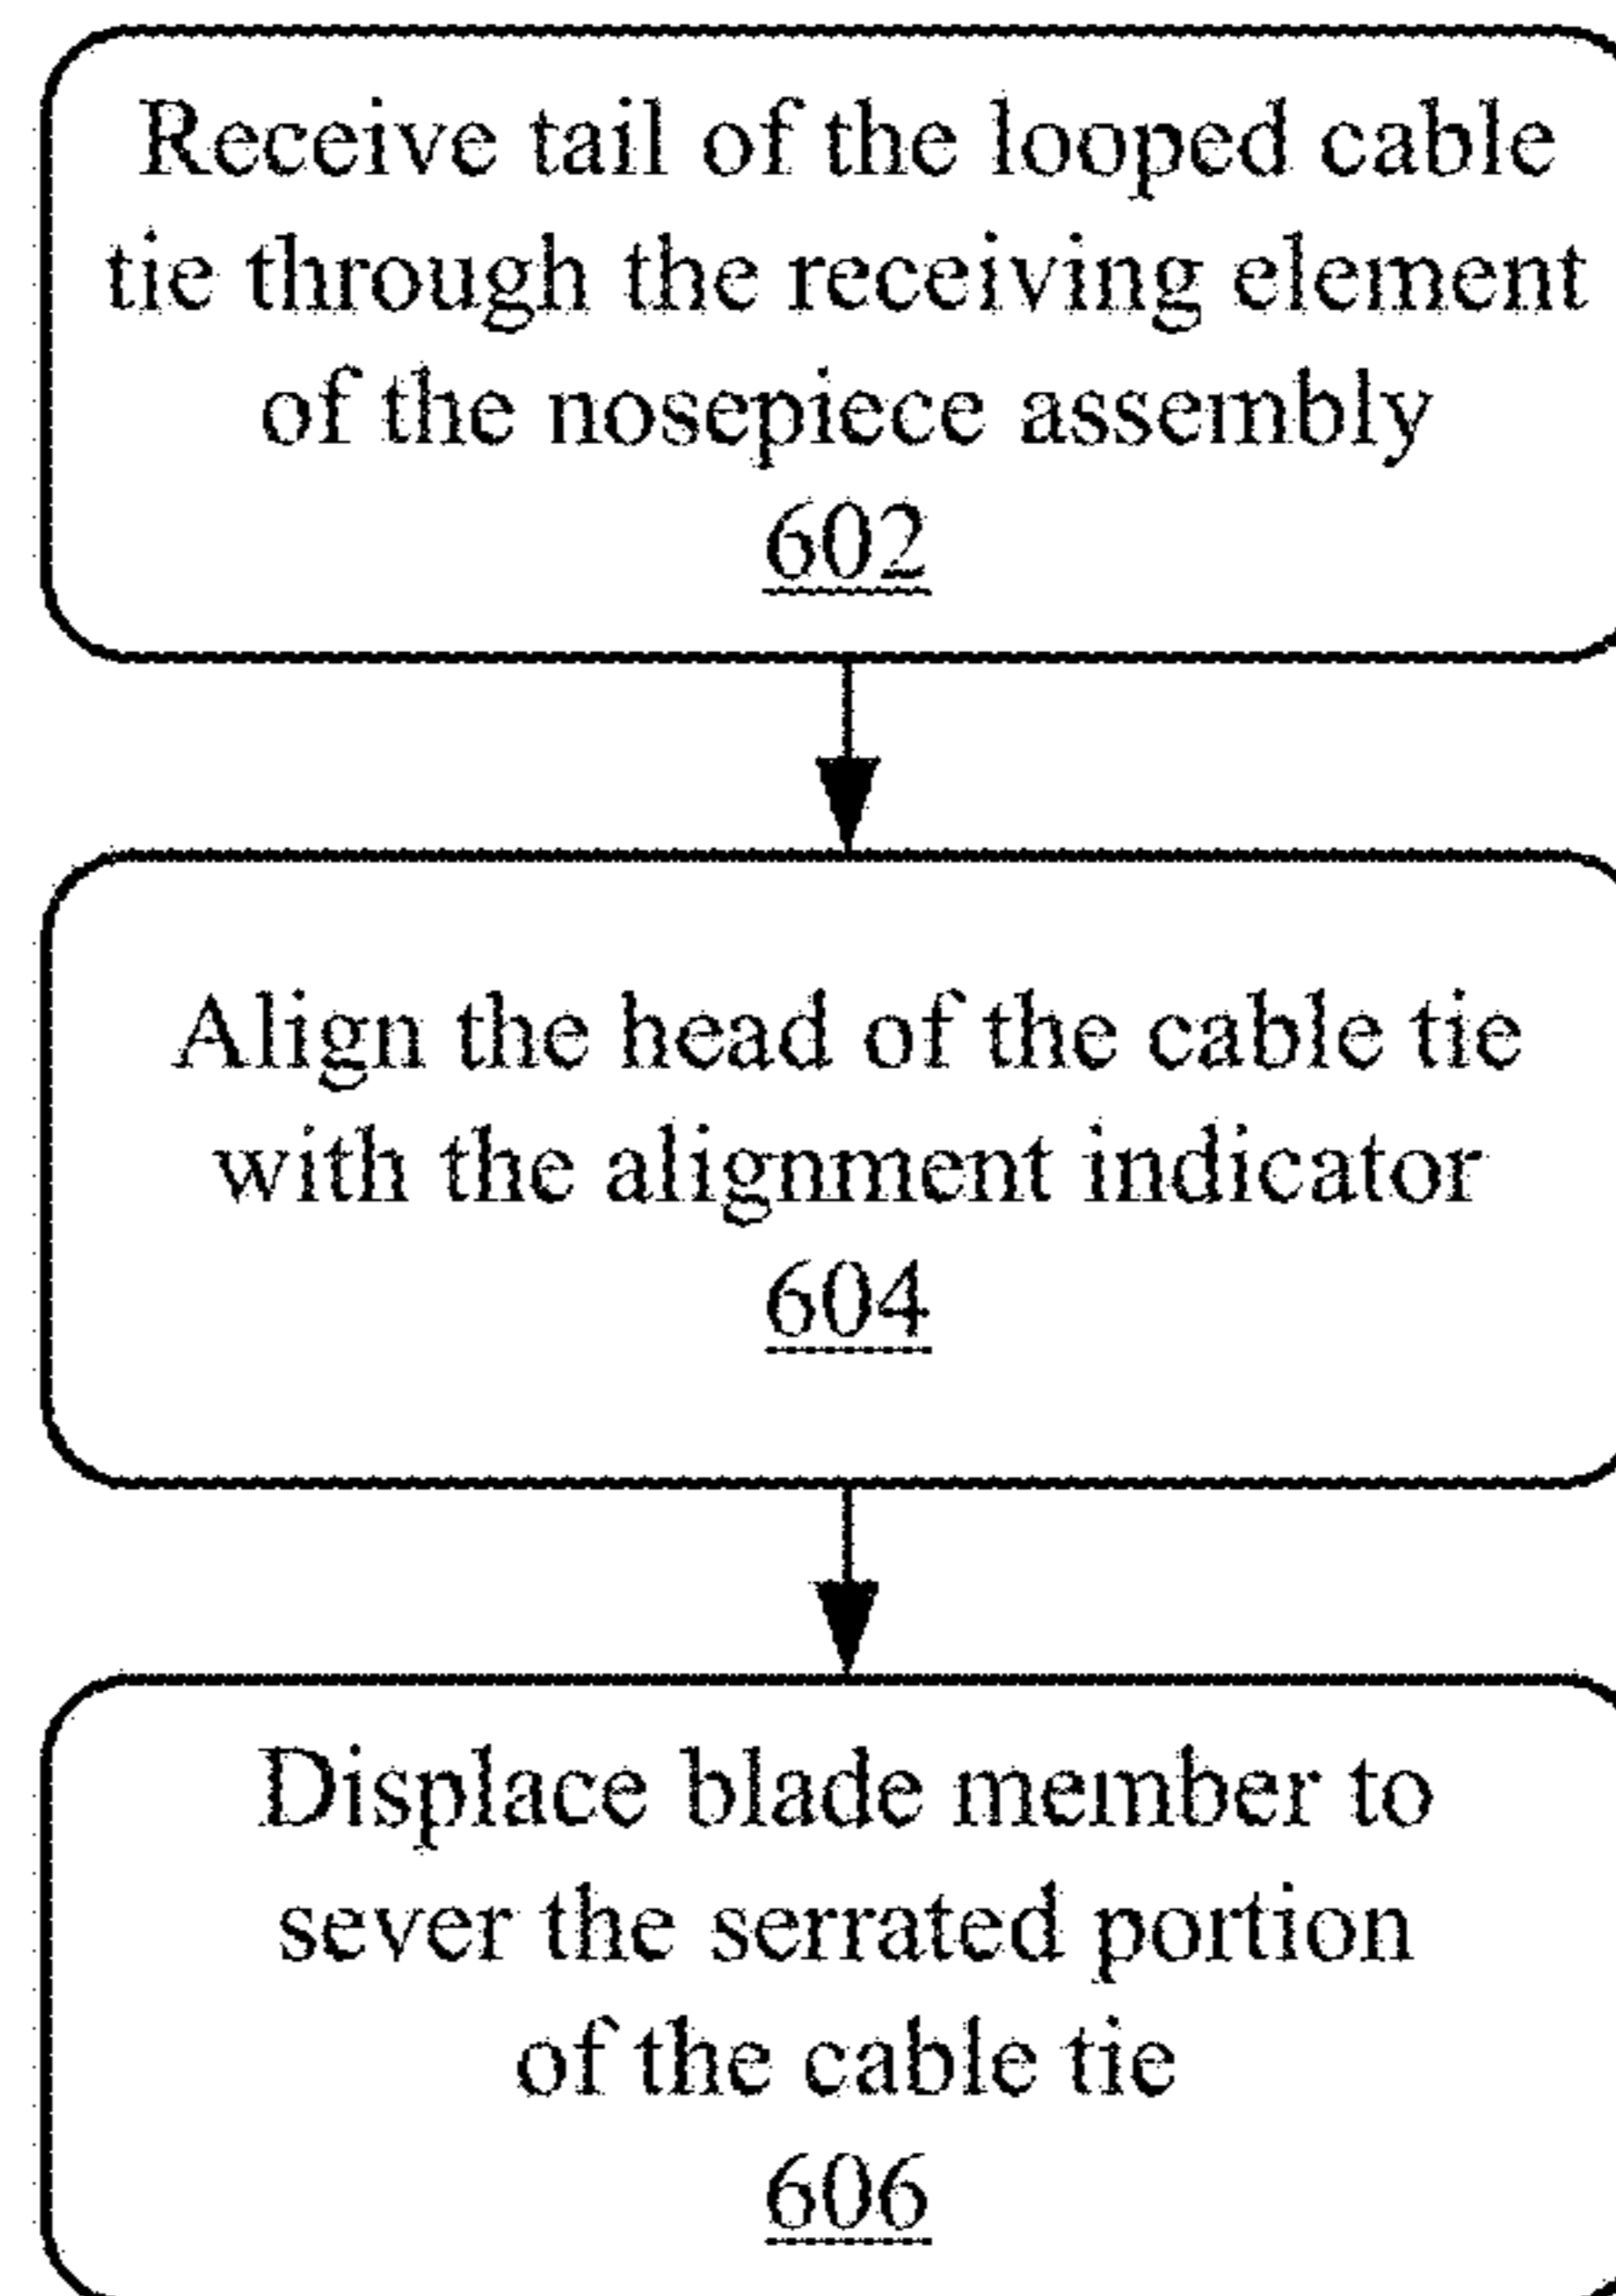 Receive tail of the looped cable
tie through the receiving element
of the nosepiece assembly
602
Align the head of the cable tie
with the alignment indicator
604
Displace blade member to
sever the serrated portion
of the cable tie
606